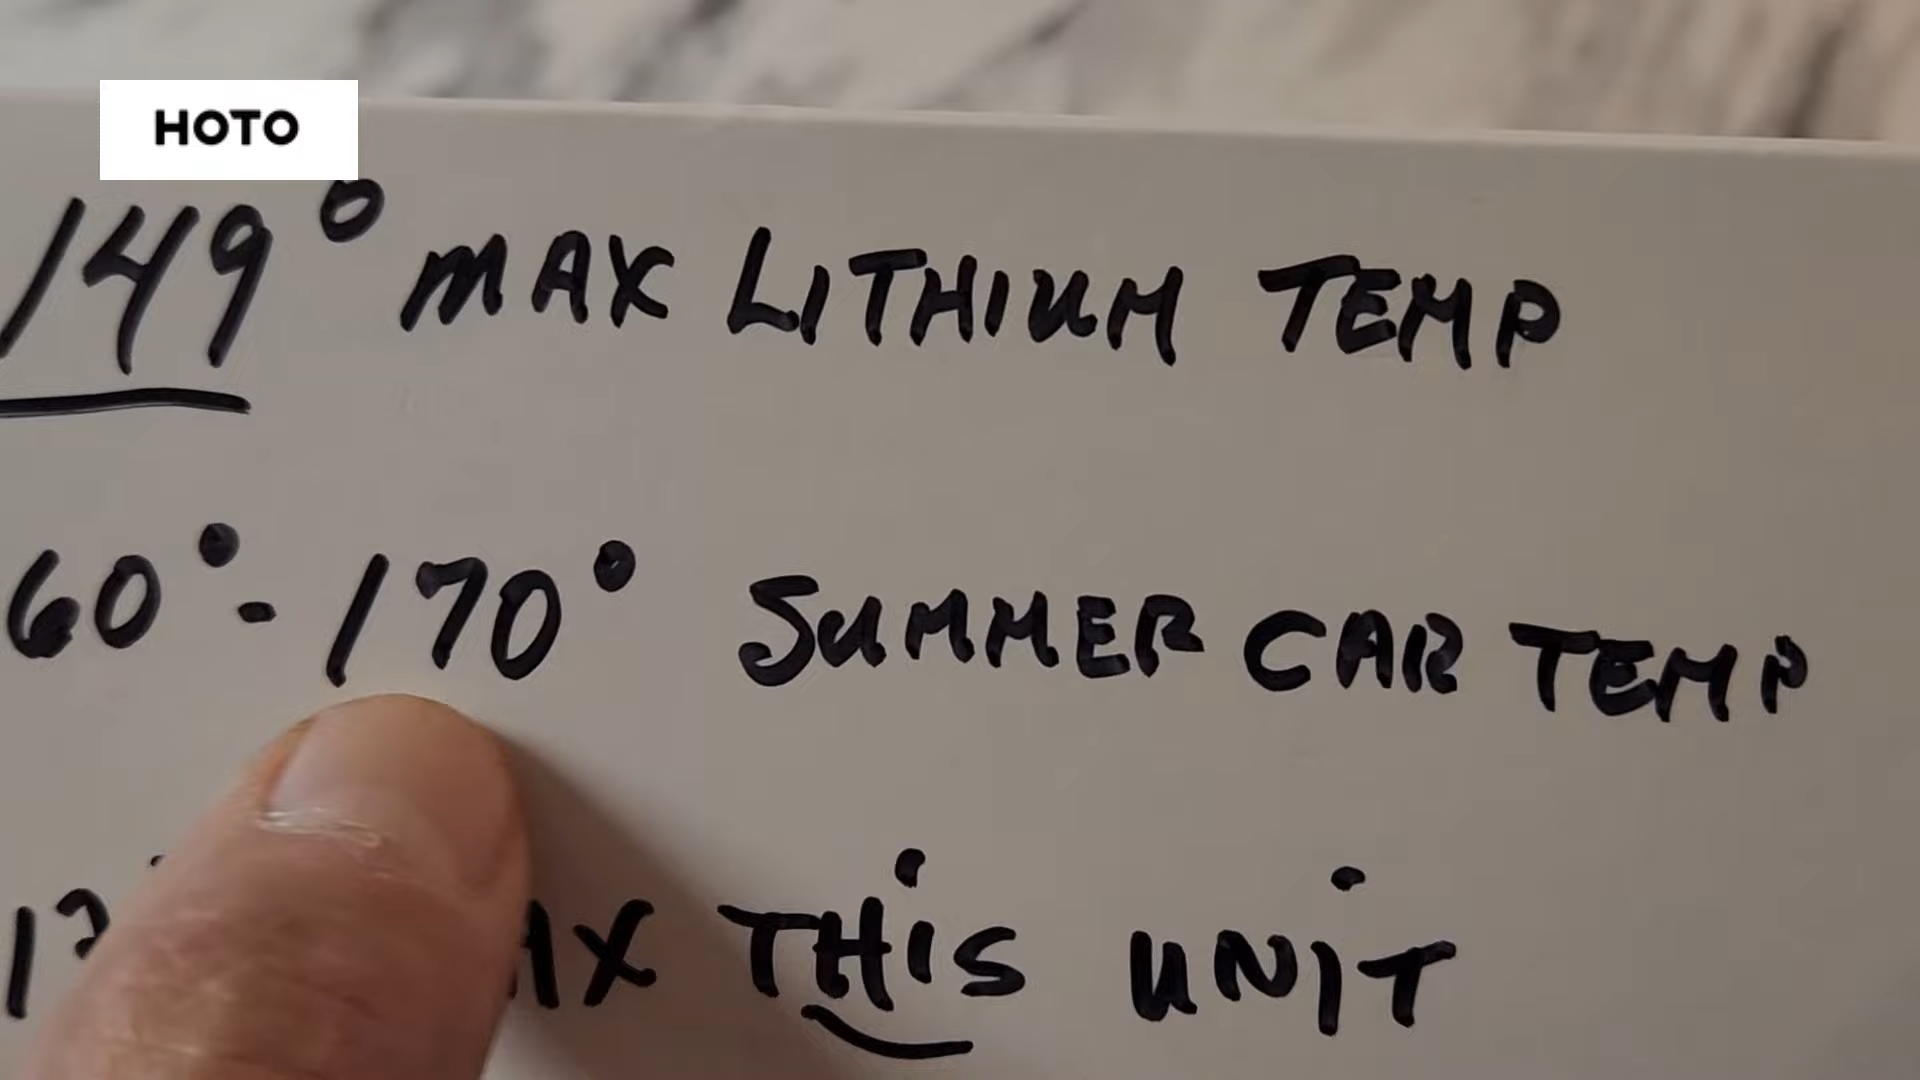 HOTO
149° MAX LITHIUM TEMP
60°-170° SUMMER CAR TEMP
THIS UNIT